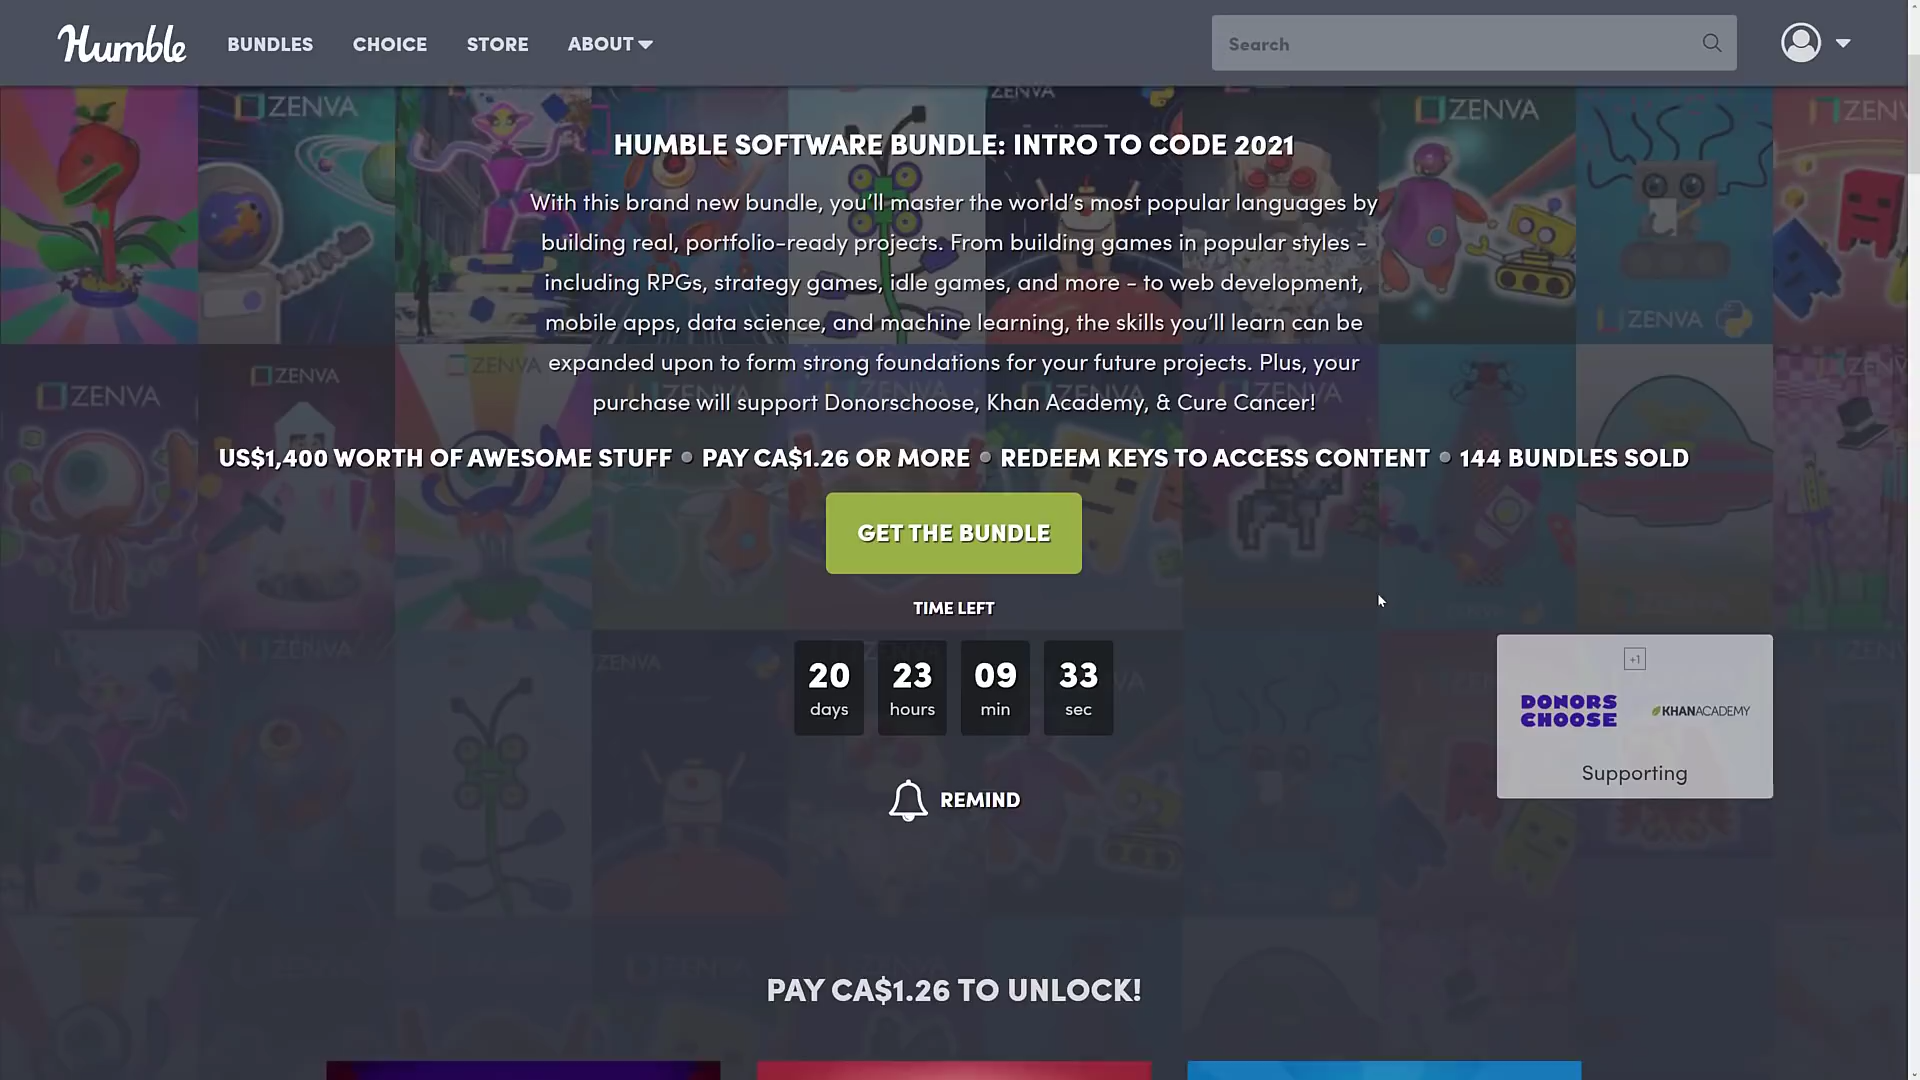 Humble BUNDLES CHOICE STORE ABOUT Search
ZENVA ZENVA ZENVA ZENVA
HUMBLE SOFTWARE BUNDLE: INTRO TO CODE 2021
With this brand new bundle, you'll master the world's most popular languages by
building real, portfolio-ready projects. From building games in popular styles -
including RPGs, strategy games, idle games, and more - to web development,
ZENVA
mobile apps, data science, and machine learning, the skills you'll learn can be
expanded upon to form strong foundations for your future projects. Plus, your
ZENVA ZENVA ZENVA
purchase will support Donorschoose, Khan Academy, & Cure Cancer!
US$1,400 WORTH OF AWESOME STUFF • PAY CA$1.26 OR MORE • REDEEM KEYS TO ACCESS CONTENT • 144 BUNDLES SOLD
GET THE BUNDLE
TIME LEFT
20 23 09 33
days hours min sec
+1
DONORS
CHOOSE
KHANACADEMY
Supporting
REMIND
PAY CA$1.26 TO UNLOCK!